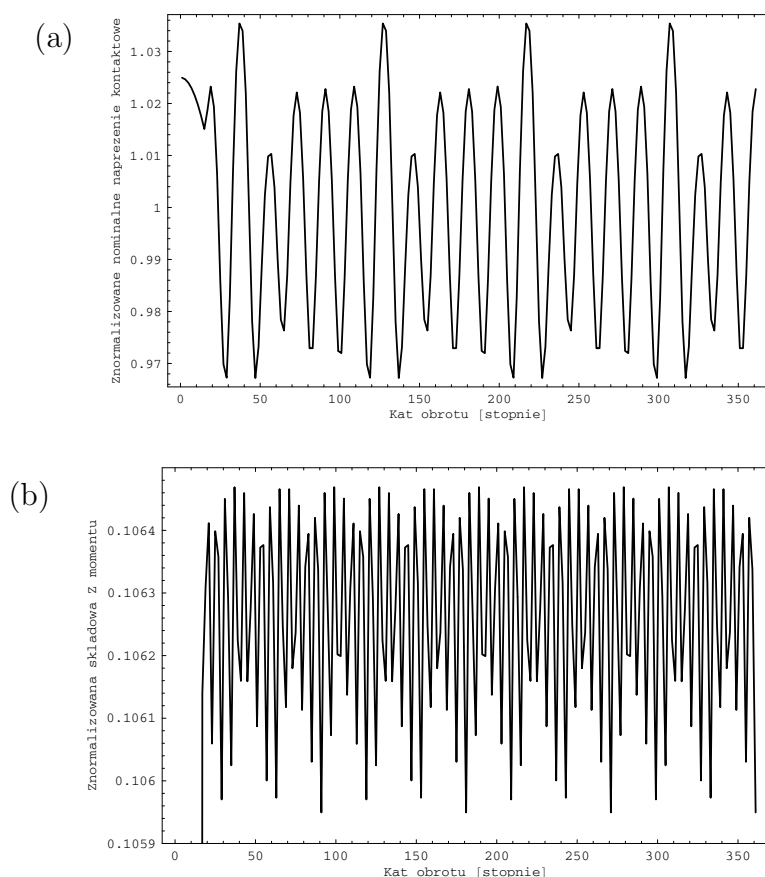 (a)
Znormalizowane nominalne naprezenie kontaktowe
1.03
1.02
1.01
1
0.99
0.98
0.97
0 50 100 150 200 250 300 350
Kat obrotu [stopnie]
(b)
Znormalizowana skladowa Z momentu
0.1064
0.1063
0.1062
0.1061
0.106
0.1059
0 50 100 150 200 250 300 350
Kat obrotu [stopnie]